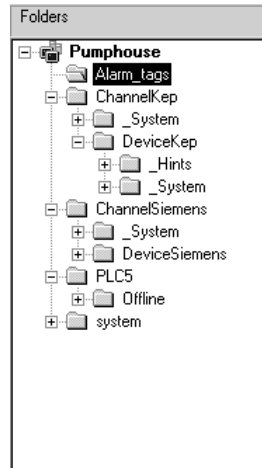 Folders
Pumphouse
Alarm_tags
ChannelKep
_System
DeviceKep
_Hints
_System
ChannelSiemens
_System
DeviceSiemens
PLC5
Offline
system